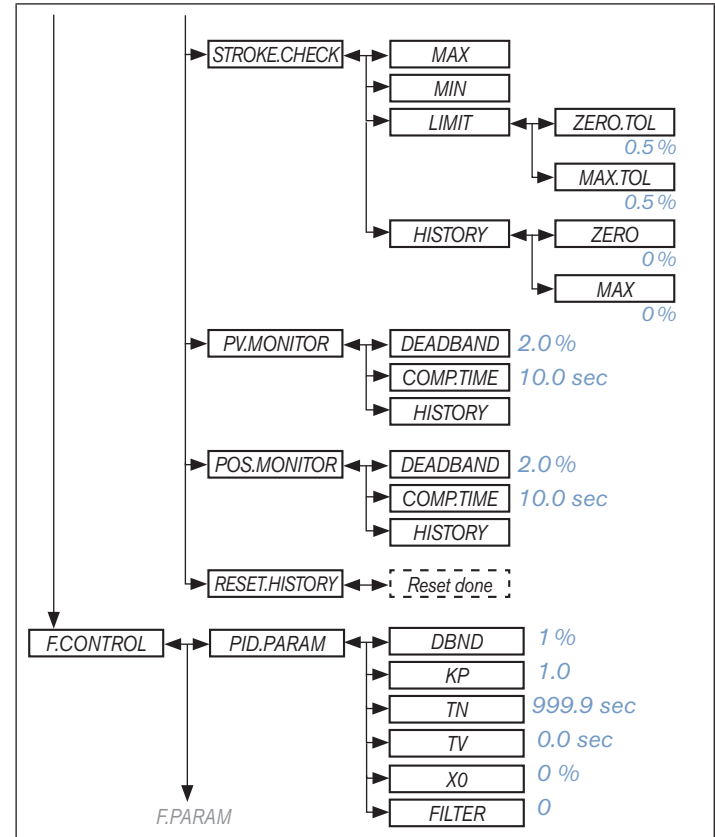 STROKE.CHECK MAX
MIN
LIMIT ZERO.TOL
0.5 %
MAX.TOL
0.5 %
HISTORY ZERO
0 %
MAX
0 %
PV.MONITOR DEADBAND 2.0 %
COMP.TIME 10.0 sec
HISTORY
POS.MONITOR DEADBAND 2.0 %
COMP.TIME 10.0 sec
HISTORY
RESET.HISTORY Reset done
F.CONTROL PID.PARAM DBND 1 %
KP 1.0
TN 999.9 sec
TV 0.0 sec
X0 0 %
F.PARAM FILTER 0